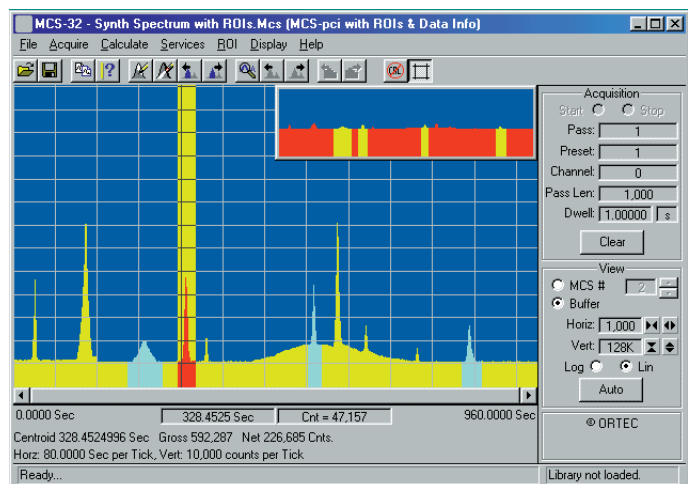 MCS-32 - Synth Spectrum with ROIs.Mcs (MCS-pci with ROIs & Data Info)
File Acquire Calculate Services ROI Display Help
CSL
Acquisition
Start Stop
Pass: 1
Preset: 1
Channel: 0
Pass Len: 1,000
Dwell: 1.00000 s
Clear
View
MCS # 2
Buffer
Horiz: 1,000
Vert: 128K
Log Lin
Auto
© ORTEC
0.0000 Sec 328.4525 Sec Cnt = 47,157 960.0000 Sec
Centroid 328.4524996 Sec Gross 592,287 Net 226,685 Cnts.
Horz: 80.0000 Sec per Tick, Vert: 10,000 counts per Tick
Ready... Library not loaded.